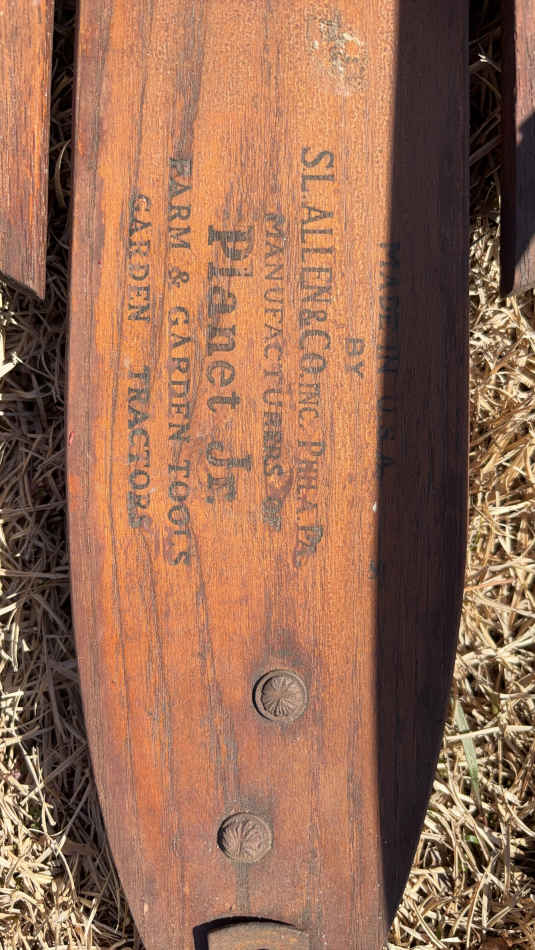 MADE IN U.S.A.
BY
S.L. ALLEN & CO. INC. PHILA PA.
MANUFACTURERS OF
Planet Jr.
FARM & GARDEN TOOLS
GARDEN TRACTORS